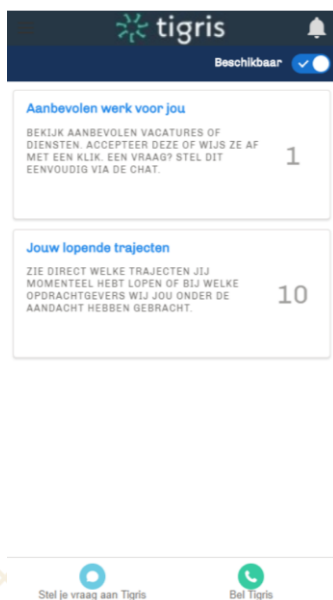 tigris
Beschikbaar
Aanbevolen werk voor jou
BEKIJK AANBEVOLEN VACATURES OF
DIENSTEN. ACCEPTEER DEZE OF WIJS ZE AF
MET EEN KLIK. EEN VRAAG? STEL DIT
EENVOUDIG VIA DE CHAT.
1
Jouw lopende trajecten
ZIE DIRECT WELKE TRAJECTEN JIJ
MOMENTEEL HEBT LOPEN OF BIJ WELKE
OPDRACHTGEVERS WIJ JOU ONDER DE
AANDACHT HEBBEN GEBRACHT.
10
Stel je vraag aan Tigris
Bel Tigris